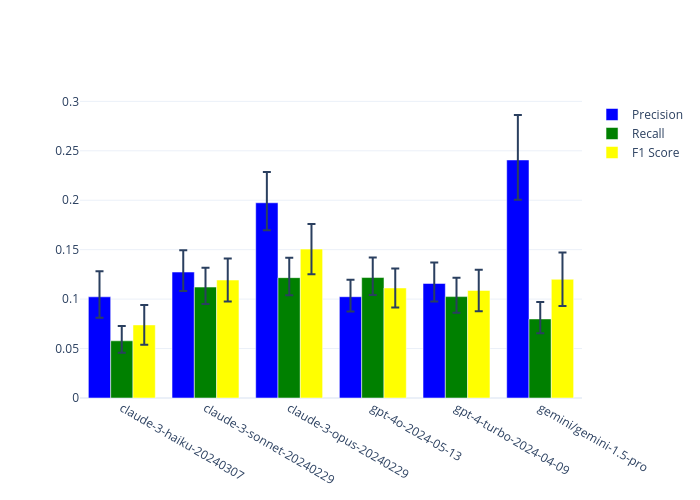 0.3
0.25
0.2
0.15
0.1
0.05
0
claude-3-haiku-20240307
claude-3-sonnet-20240229
claude-3-opus-20240229
gpt-4o-2024-05-13
gpt-4-turbo-2024-04-09
gemini/gemini-1.5-pro
Precision
Recall
F1 Score